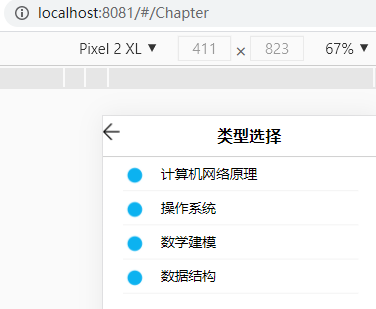 localhost:8081/#/Chapter
Pixel 2 XL ▼ 411 × 823 67% ▼
类型选择
计算机网络原理
操作系统
数学建模
数据结构